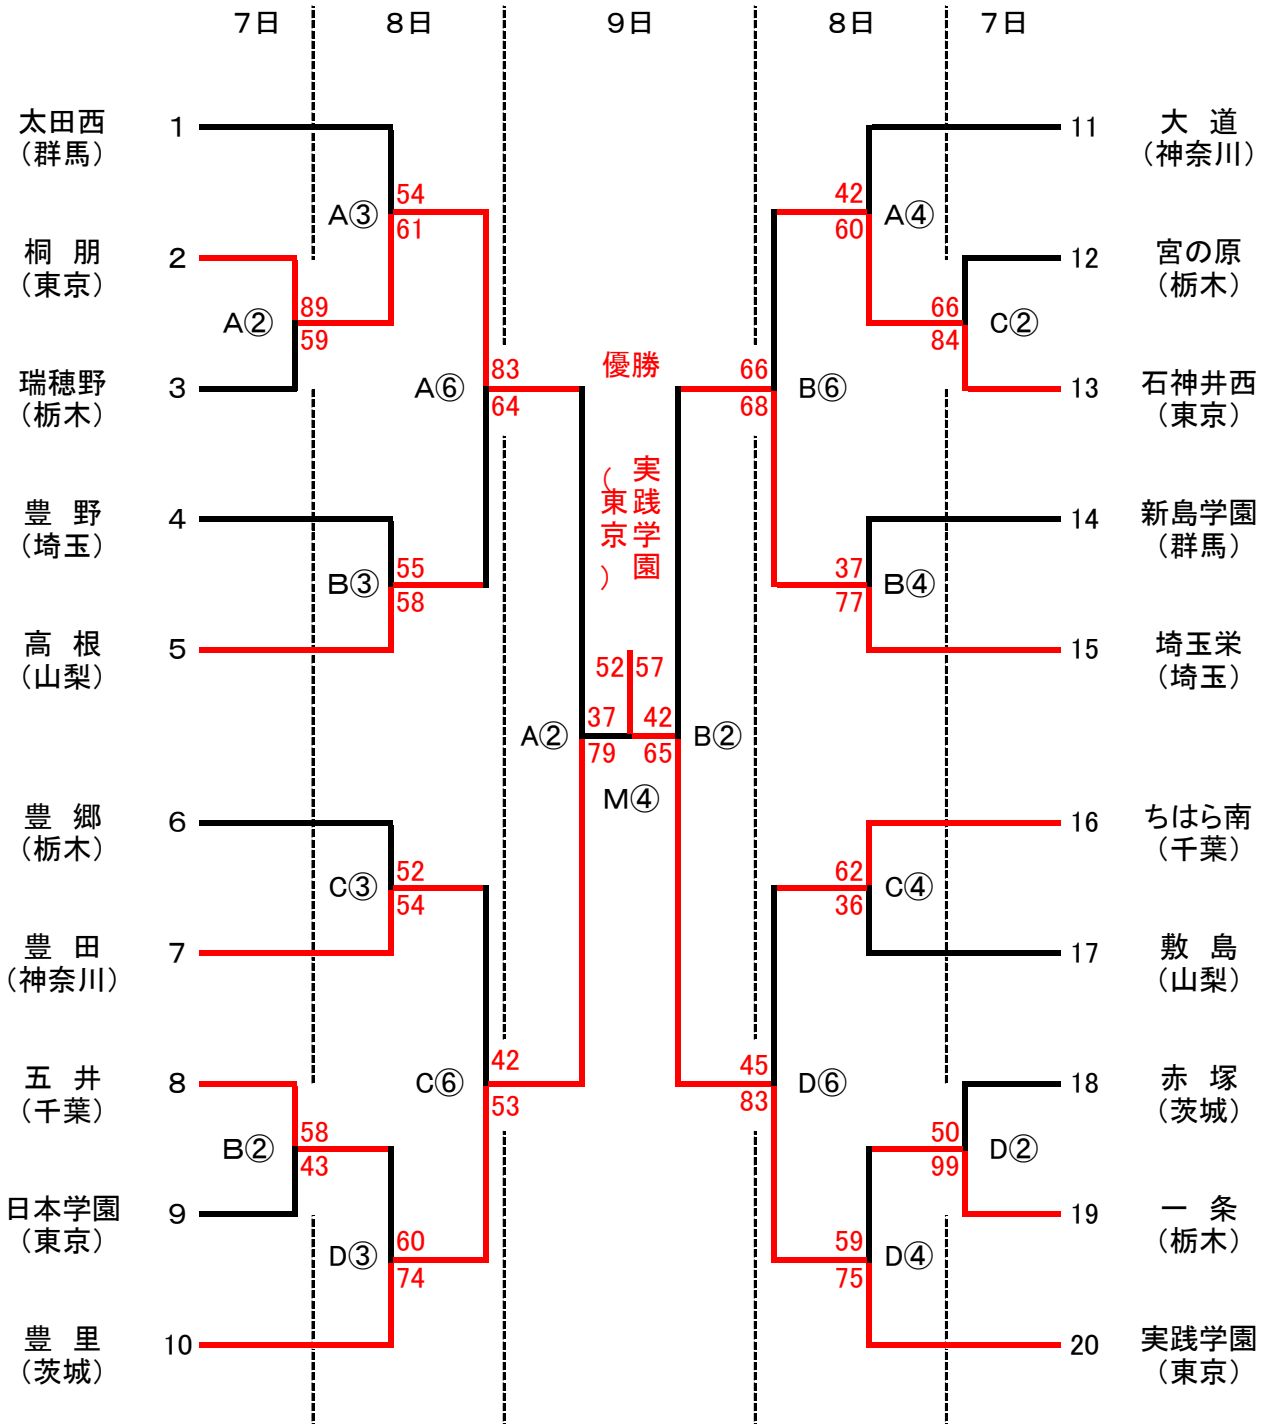 7日 8日 9日 8日 7日
太田西 1
（群馬）
桐 朋 2
（東京）
瑞穂野 3
（栃木）
豊 野 4
（埼玉）
高 根 5
（山梨）
豊 郷 6
（栃木）
豊 田 7
（神奈川）
五 井 8
（千葉）
日本学園 9
（東京）
豊 里 10
（茨城）
A②
89
59
A③
54
61
B③
55
58
A⑥
83
64
C③
52
54
B②
58
43
D③
60
74
C⑥
42
53
A②
37
79
優勝
実践学園
（東京）
52 57
M④
B②
42
65
B⑥
66
68
A④
42
60
C②
66
84
B④
37
77
C④
62
36
D⑥
45
83
D②
50
99
D④
59
75
11 大 道
（神奈川）
12 宮の原
（栃木）
13 石神井西
（東京）
14 新島学園
（群馬）
15 埼玉栄
（埼玉）
16 ちはら南
（千葉）
17 敷 島
（山梨）
18 赤 塚
（茨城）
19 一 条
（栃木）
20 実践学園
（東京）